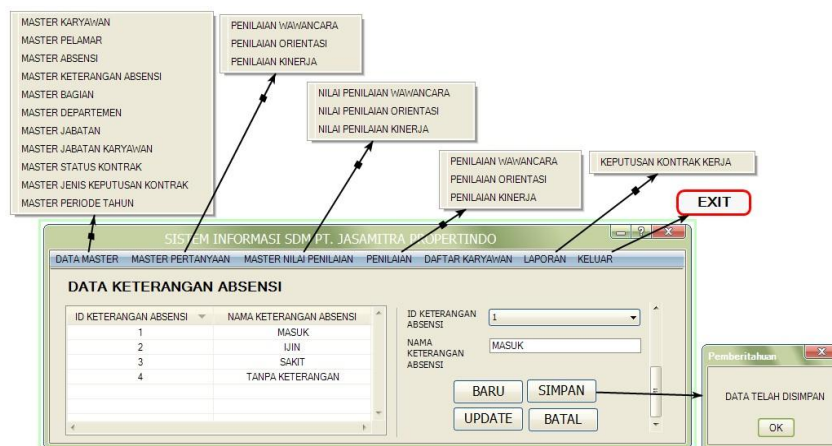 MASTER KARYAWAN
MASTER PELAMAR
MASTER ABSENSI
MASTER KETERANGAN ABSENSI
MASTER BAGIAN
MASTER DEPARTEMEN
MASTER JABATAN
MASTER JABATAN KARYAWAN
MASTER STATUS KONTRAK
MASTER JENIS KEPUTUSAN KONTRAK
MASTER PERIODE TAHUN
PENILAIAN WAWANCARA
PENILAIAN ORIENTASI
PENILAIAN KINERJA
NILAI PENILAIAN WAWANCARA
NILAI PENILAIAN ORIENTASI
NILAI PENILAIAN KINERJA
PENILAIAN WAWANCARA
PENILAIAN ORIENTASI
PENILAIAN KINERJA
KEPUTUSAN KONTRAK KERJA
EXIT
SISTEM INFORMASI SDM PT. JASAMITRA PROPERTINDO
DATA MASTER MASTER PERTANYAAN MASTER NILAI PENILAIAN PENILAIAN DAFTAR KARYAWAN LAPORAN KELUAR
DATA KETERANGAN ABSENSI
ID KETERANGAN ABSENSI NAMA KETERANGAN ABSENSI
1 MASUK
2 IJIN
3 SAKIT
4 TANPA KETERANGAN
ID KETERANGAN
ABSENSI
1
NAMA
KETERANGAN
ABSENSI
MASUK
BARU SIMPAN
UPDATE BATAL
Pemberitahuan
DATA TELAH DISIMPAN
OK